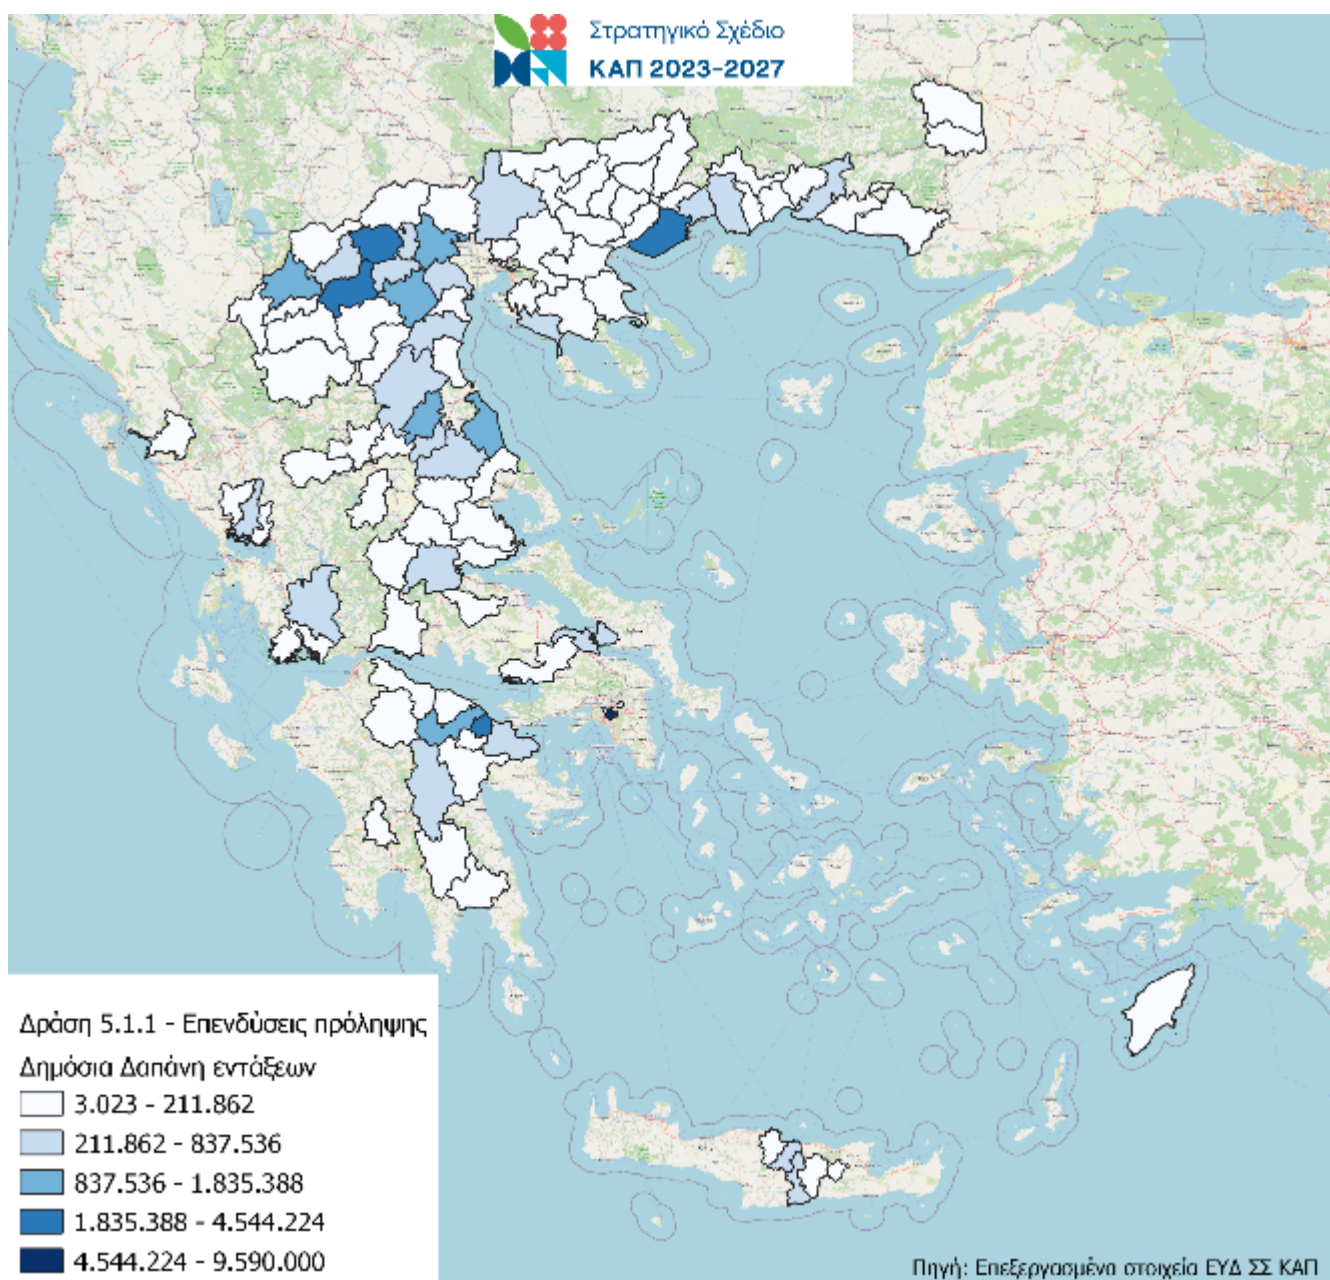 Στρατηγικό Σχέδιο
ΚΑΠ 2023-2027
Δράση 5.1.1 - Επενδύσεις πρόληψης
Δημόσια Δαπάνη εντάξεων
3.023 - 211.862
211.862 - 837.536
837.536 - 1.835.388
1.835.388 - 4.544.224
4.544.224 - 9.590.000
Πηγή: Επεξεργασμένα στοιχεία ΕΥΔ ΣΣ ΚΑΠ